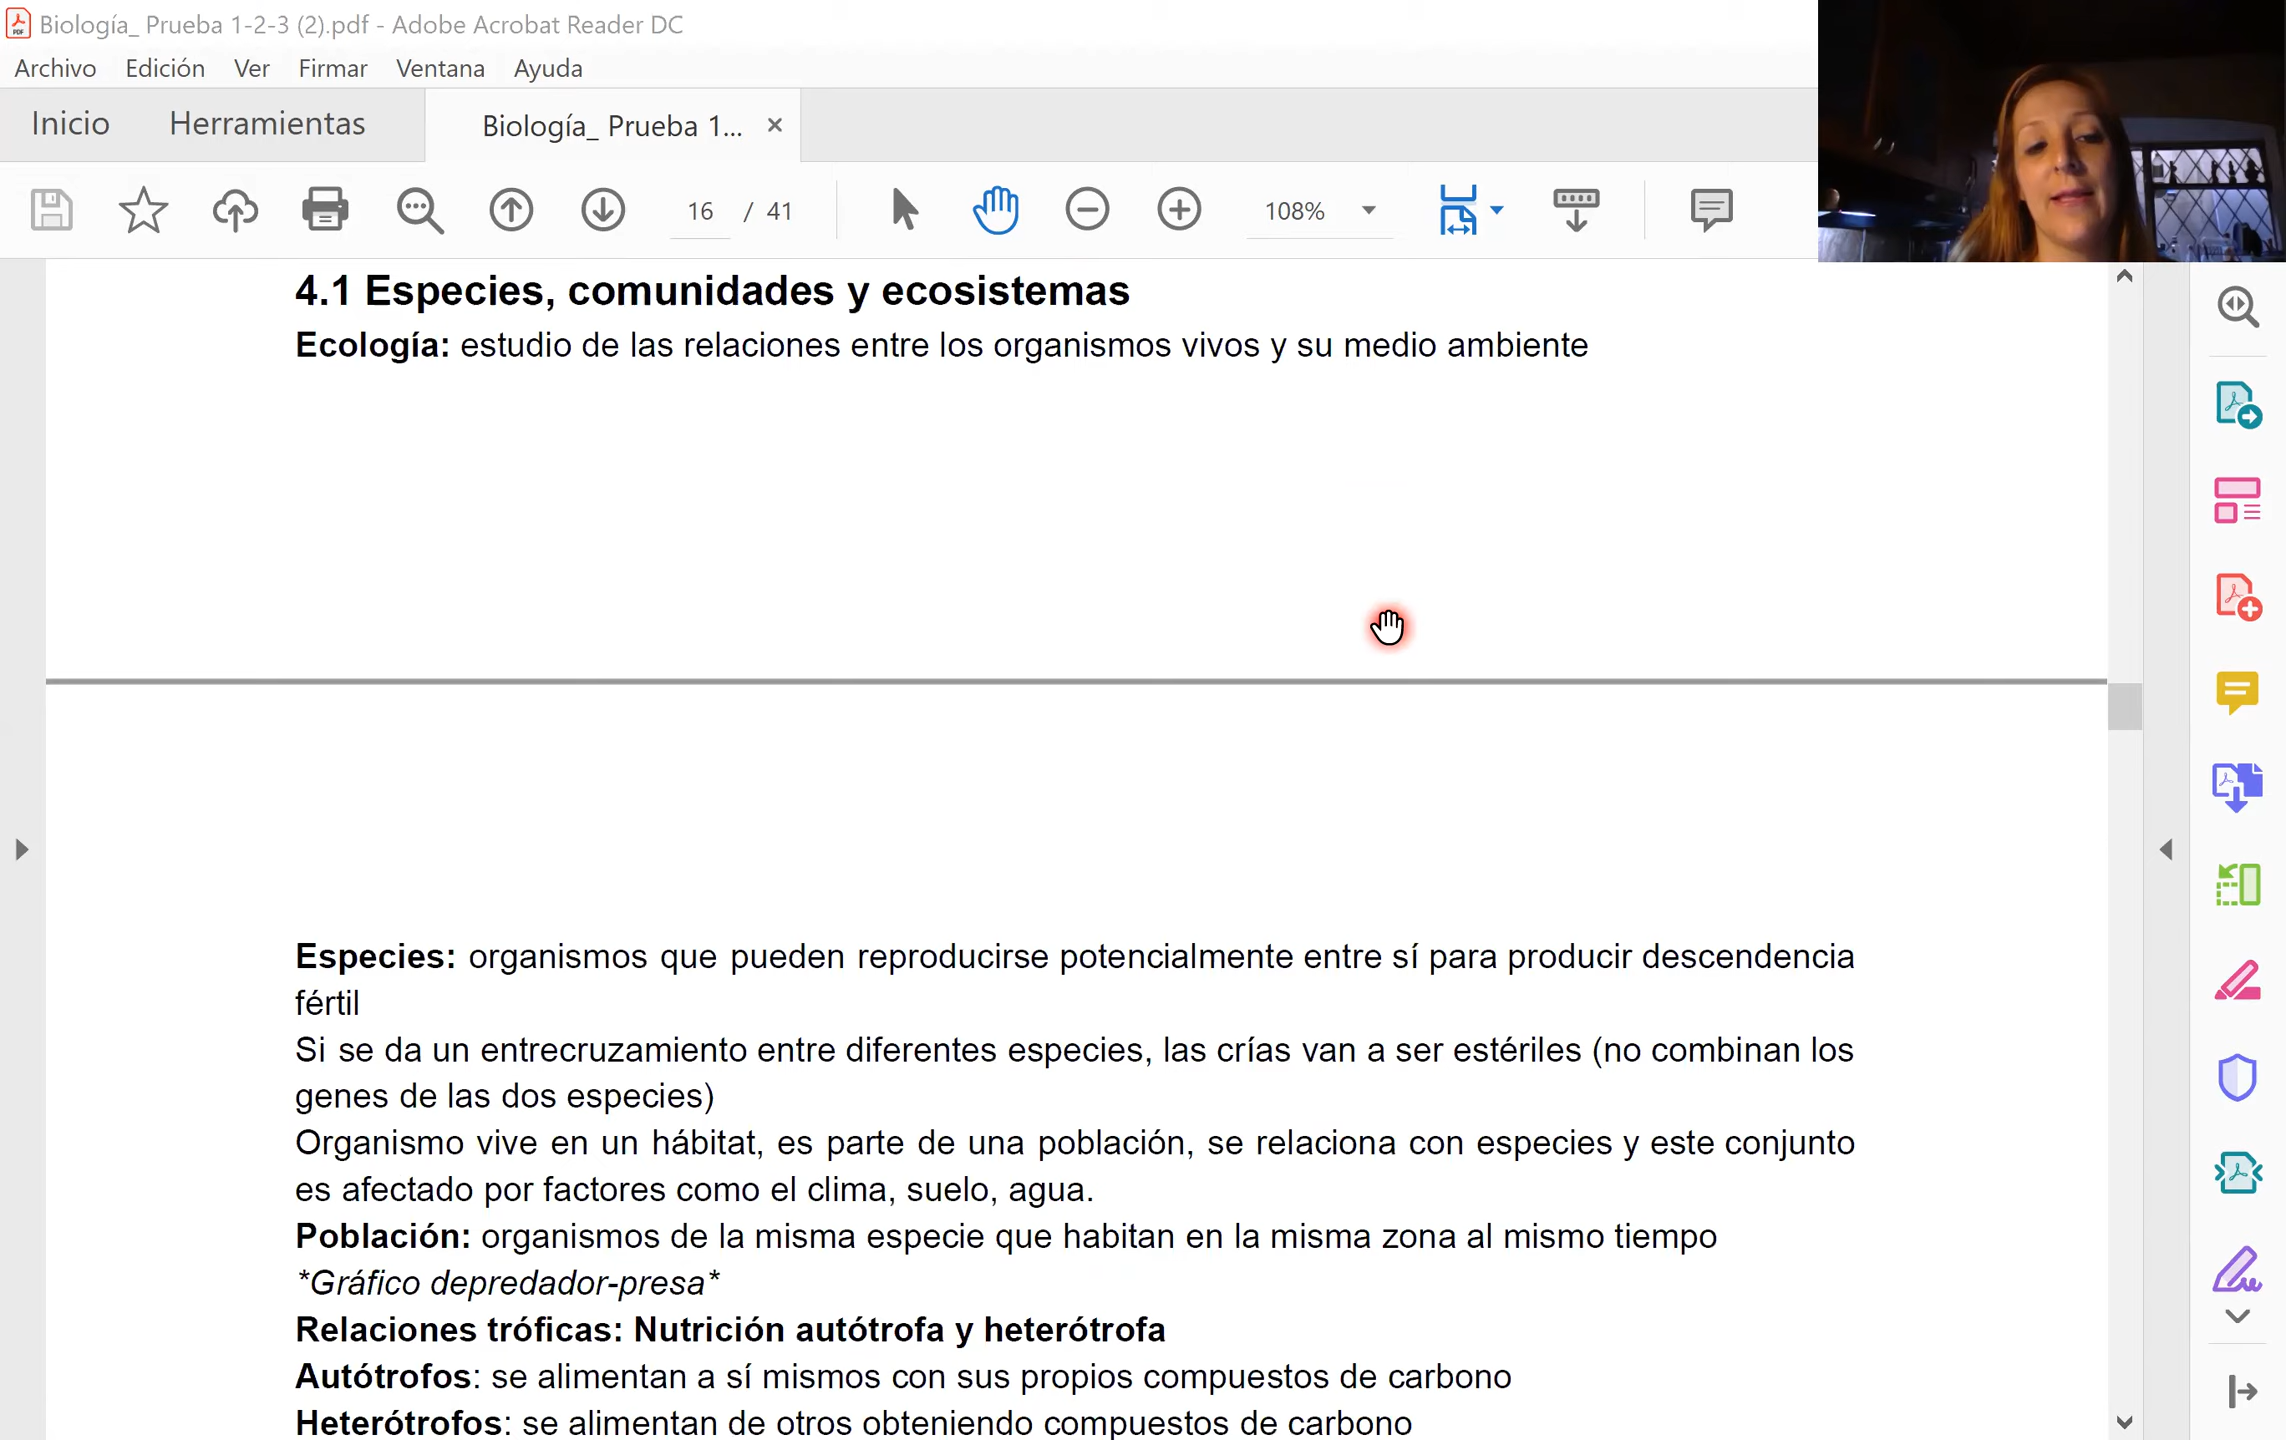 Biología_ Prueba 1-2-3 (2).pdf - Adobe Acrobat Reader DC
Archivo Edición Ver Firmar Ventana Ayuda
Inicio Herramientas Biología_ Prueba 1... ×
16 / 41 108%
4.1 Especies, comunidades y ecosistemas
Ecología: estudio de las relaciones entre los organismos vivos y su medio ambiente
Especies: organismos que pueden reproducirse potencialmente entre sí para producir descendencia
fértil
Si se da un entrecruzamiento entre diferentes especies, las crías van a ser estériles (no combinan los
genes de las dos especies)
Organismo vive en un hábitat, es parte de una población, se relaciona con especies y este conjunto
es afectado por factores como el clima, suelo, agua.
Población: organismos de la misma especie que habitan en la misma zona al mismo tiempo
*Gráfico depredador-presa*
Relaciones tróficas: Nutrición autótrofa y heterótrofa
Autótrofos: se alimentan a sí mismos con sus propios compuestos de carbono
Heterótrofos: se alimentan de otros obteniendo compuestos de carbono